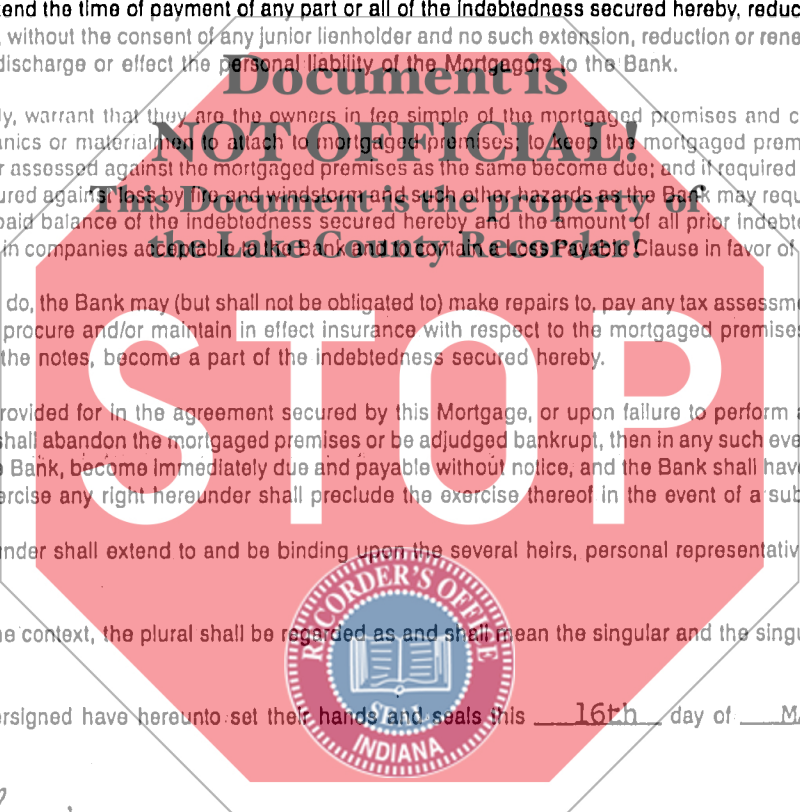 end the time of payment of any part or all of the indebtedness secured hereby, reduc
, without the consent of any junior lienholder and no such extension, reduction or rene
discharge or effect the personal liability of the Mortgagors to the Bank.
Document is
y, warrant that they are the owners in fee simple of the mortgaged premises and c
NOT OFFICIAL!
anics or materialmen to attach to mortgaged premises; to keep the mortgaged prem
r assessed against the mortgaged premises as the same become due; and if required
This Document is the property of
ured against loss by fire and windstorm and such other hazards as the Bank may requ
paid balance of the indebtedness secured hereby and the amount of all prior indebt
the Lake County Recorder!
in companies acceptable to the Bank and to contain a Loss Payable Clause in favor of
do, the Bank may (but shall not be obligated to) make repairs to, pay any tax assessme
procure and/or maintain in effect insurance with respect to the mortgaged premises
the notes, become a part of the indebtedness secured hereby.
STOP
rovided for in the agreement secured by this Mortgage, or upon failure to perform a
shall abandon the mortgaged premises or be adjudged bankrupt, then in any such eve
e Bank, become immediately due and payable without notice, and the Bank shall have
ercise any right hereunder shall preclude the exercise thereof in the event of a sub
under shall extend to and be binding upon the several heirs, personal representativ
RECORDER'S OFFICE
e context, the plural shall be regarded as and shall mean the singular and the singu
ersigned have hereunto set their hands and seals this 16th day of M
SEAL
INDIANA